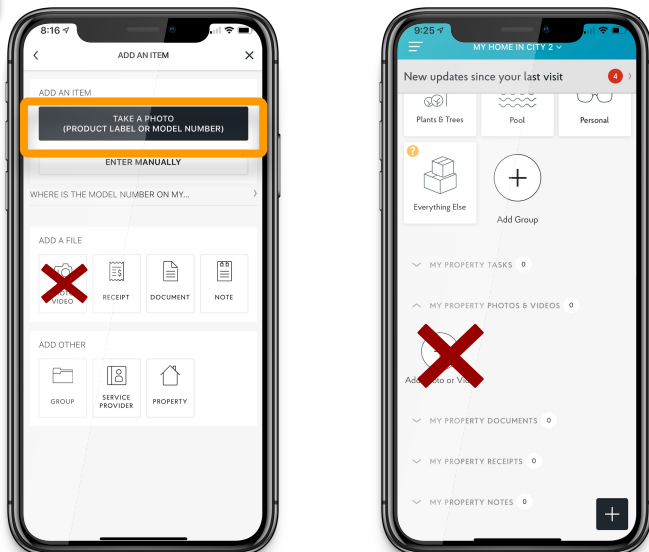 8:16
ADD AN ITEM
ADD AN ITEM
TAKE A PHOTO
(PRODUCT LABEL OR MODEL NUMBER)
ENTER MANUALLY
WHERE IS THE MODEL NUMBER ON MY...
ADD A FILE
VIDEO
RECEIPT
DOCUMENT
NOTE
ADD OTHER
GROUP
SERVICE
PROVIDER
PROPERTY
9:25
MY HOME IN CITY 2
New updates since your last visit
4
Plants & Trees
Pool
Personal
?
Everything Else
Add Group
MY PROPERTY TASKS 0
MY PROPERTY PHOTOS & VIDEOS 0
Add Photo or Video
MY PROPERTY DOCUMENTS 0
MY PROPERTY RECEIPTS 0
MY PROPERTY NOTES 0